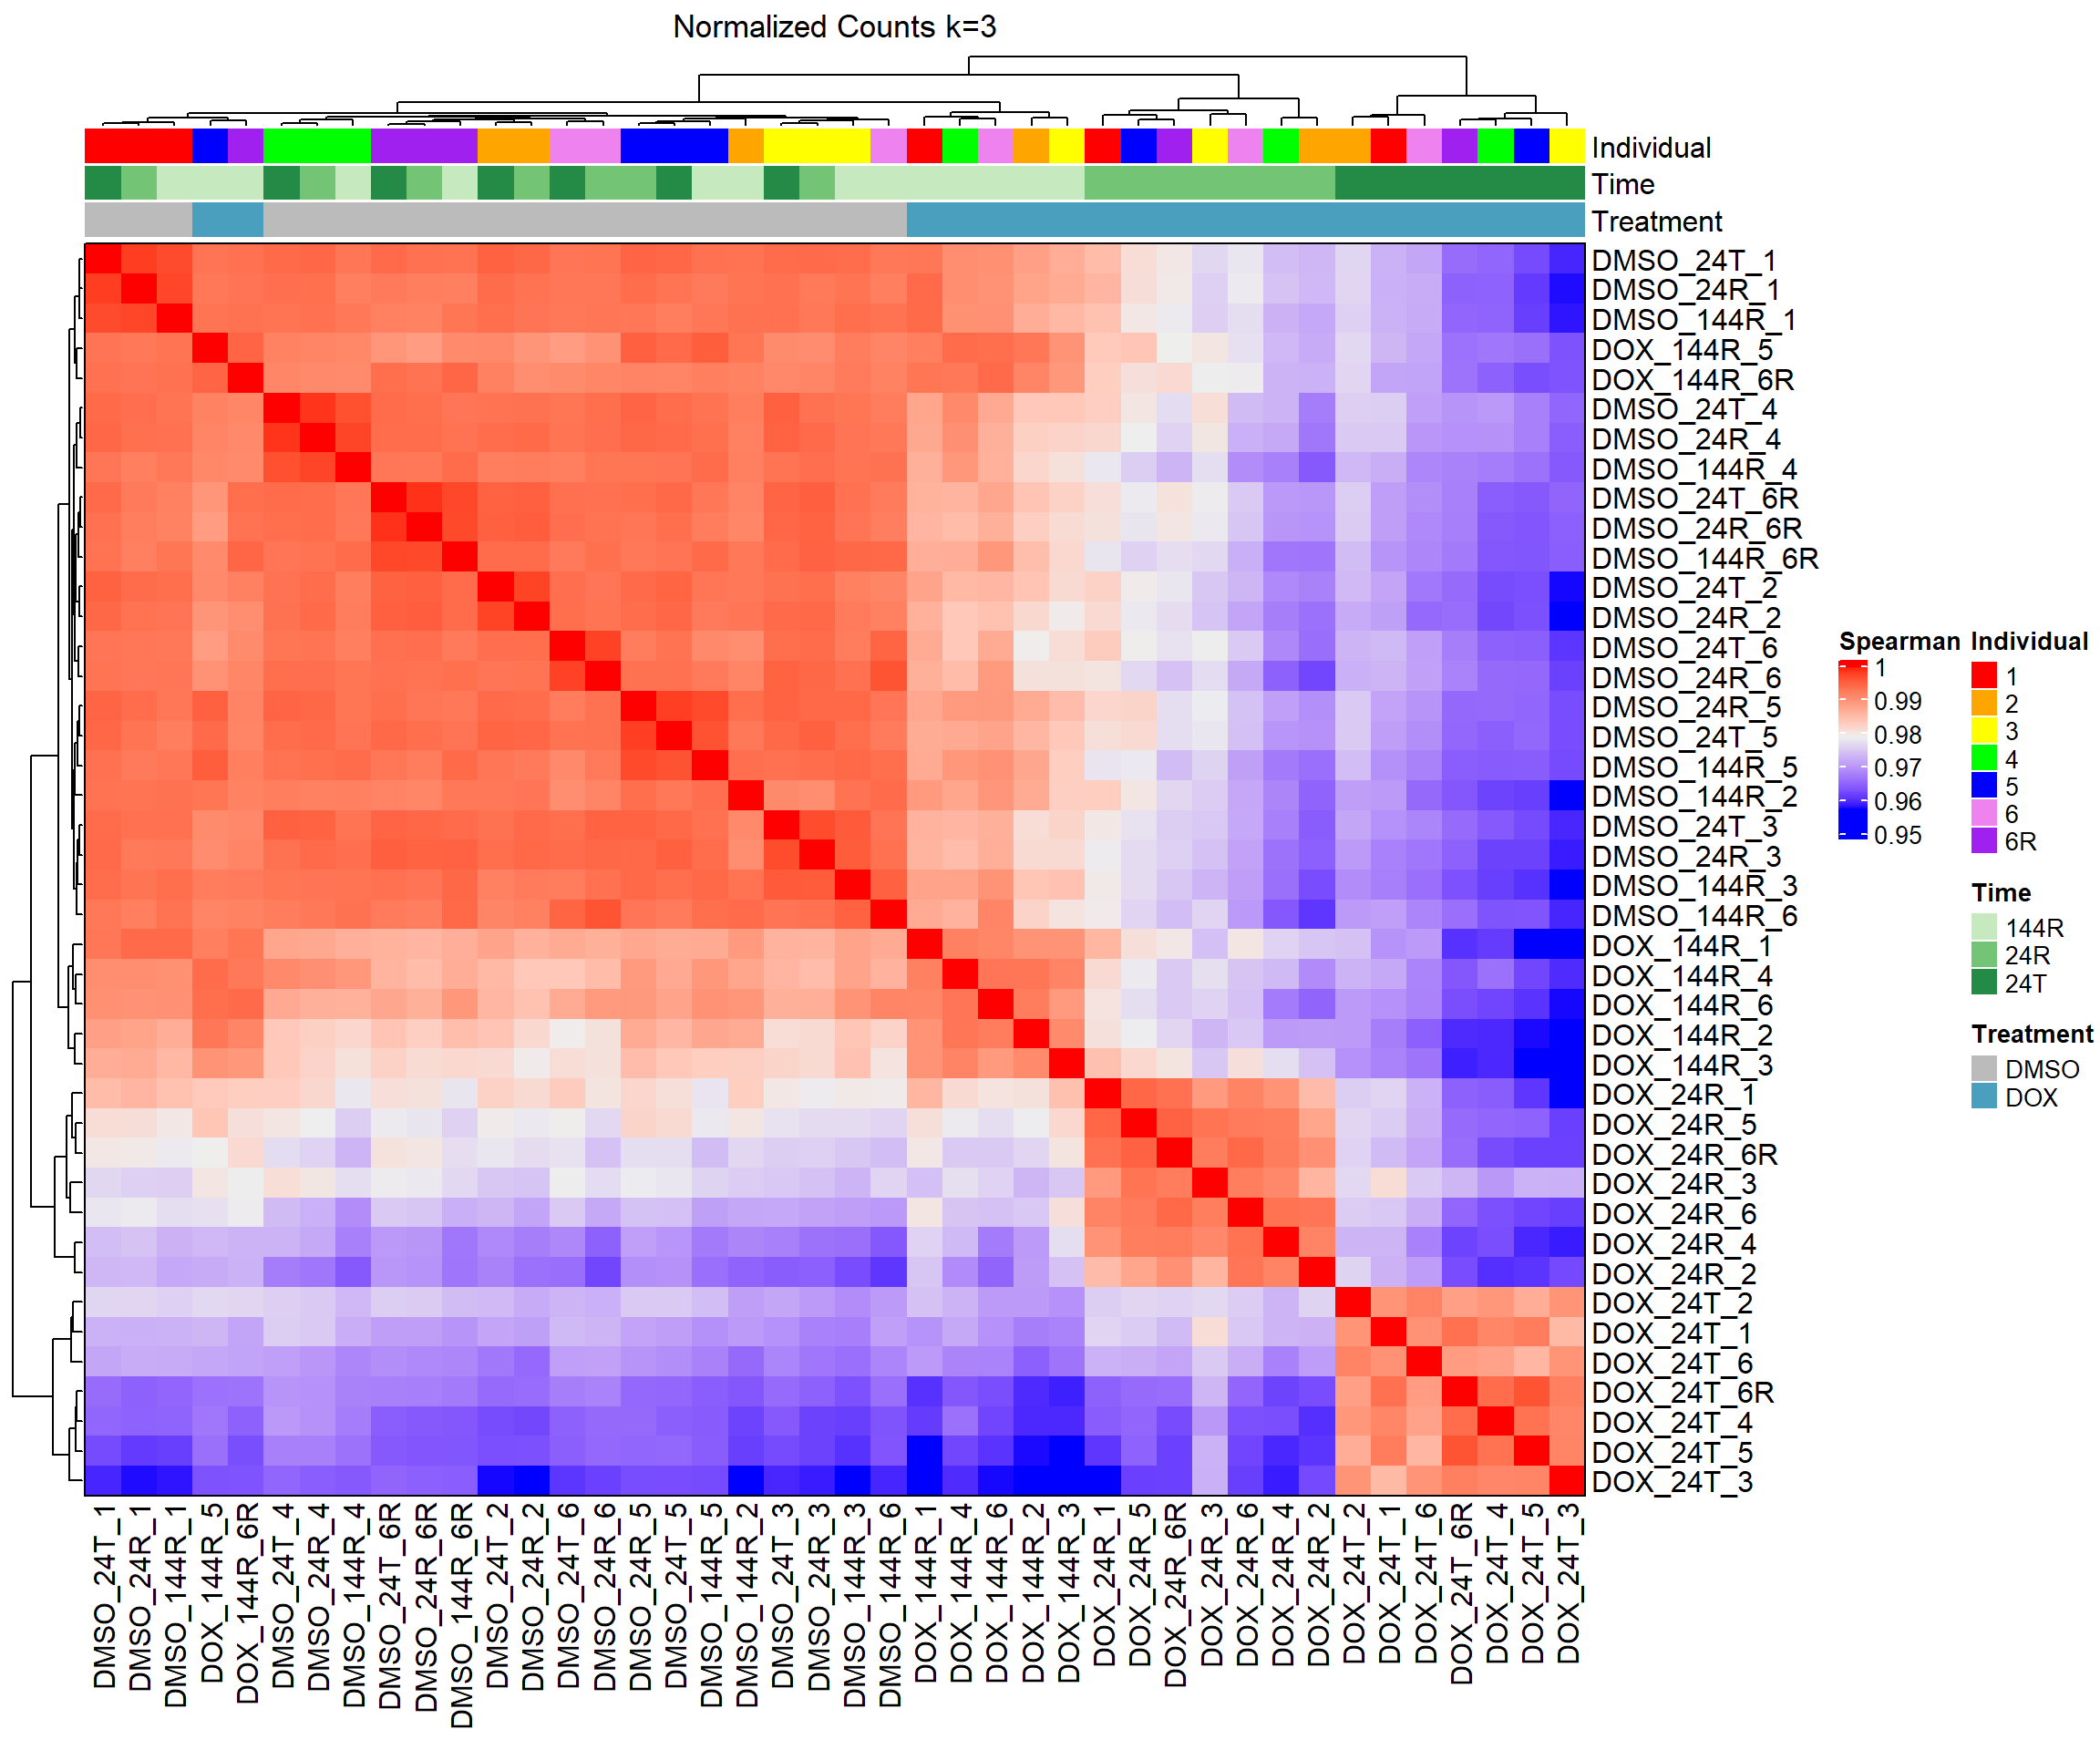 Normalized Counts k=3
Individual
Time
Treatment
DMSO_24T_1
DMSO_24R_1
DMSO_144R_1
DOX_144R_5
DOX_144R_6R
DMSO_24T_4
DMSO_24R_4
DMSO_144R_4
DMSO_24T_6R
DMSO_24R_6R
DMSO_144R_6R
DMSO_24T_2
DMSO_24R_2
DMSO_24T_6
DMSO_24R_6
DMSO_24R_5
DMSO_24T_5
DMSO_144R_5
DMSO_144R_2
DMSO_24T_3
DMSO_24R_3
DMSO_144R_3
DMSO_144R_6
DOX_144R_1
DOX_144R_4
DOX_144R_6
DOX_144R_2
DOX_144R_3
DOX_24R_1
DOX_24R_5
DOX_24R_6R
DOX_24R_3
DOX_24R_6
DOX_24R_4
DOX_24R_2
DOX_24T_2
DOX_24T_1
DOX_24T_6
DOX_24T_6R
DOX_24T_4
DOX_24T_5
DOX_24T_3
DMSO_24T_1
DMSO_24R_1
DMSO_144R_1
DOX_144R_5
DOX_144R_6R
DMSO_24T_4
DMSO_24R_4
DMSO_144R_4
DMSO_24T_6R
DMSO_24R_6R
DMSO_144R_6R
DMSO_24T_2
DMSO_24R_2
DMSO_24T_6
DMSO_24R_6
DMSO_24R_5
DMSO_24T_5
DMSO_144R_5
DMSO_144R_2
DMSO_24T_3
DMSO_24R_3
DMSO_144R_3
DMSO_144R_6
DOX_144R_1
DOX_144R_4
DOX_144R_6
DOX_144R_2
DOX_144R_3
DOX_24R_1
DOX_24R_5
DOX_24R_6R
DOX_24R_3
DOX_24R_6
DOX_24R_4
DOX_24R_2
DOX_24T_2
DOX_24T_1
DOX_24T_6
DOX_24T_6R
DOX_24T_4
DOX_24T_5
DOX_24T_3
Spearman
1
0.99
0.98
0.97
0.96
0.95
Individual
1
2
3
4
5
6
6R
Time
144R
24R
24T
Treatment
DMSO
DOX